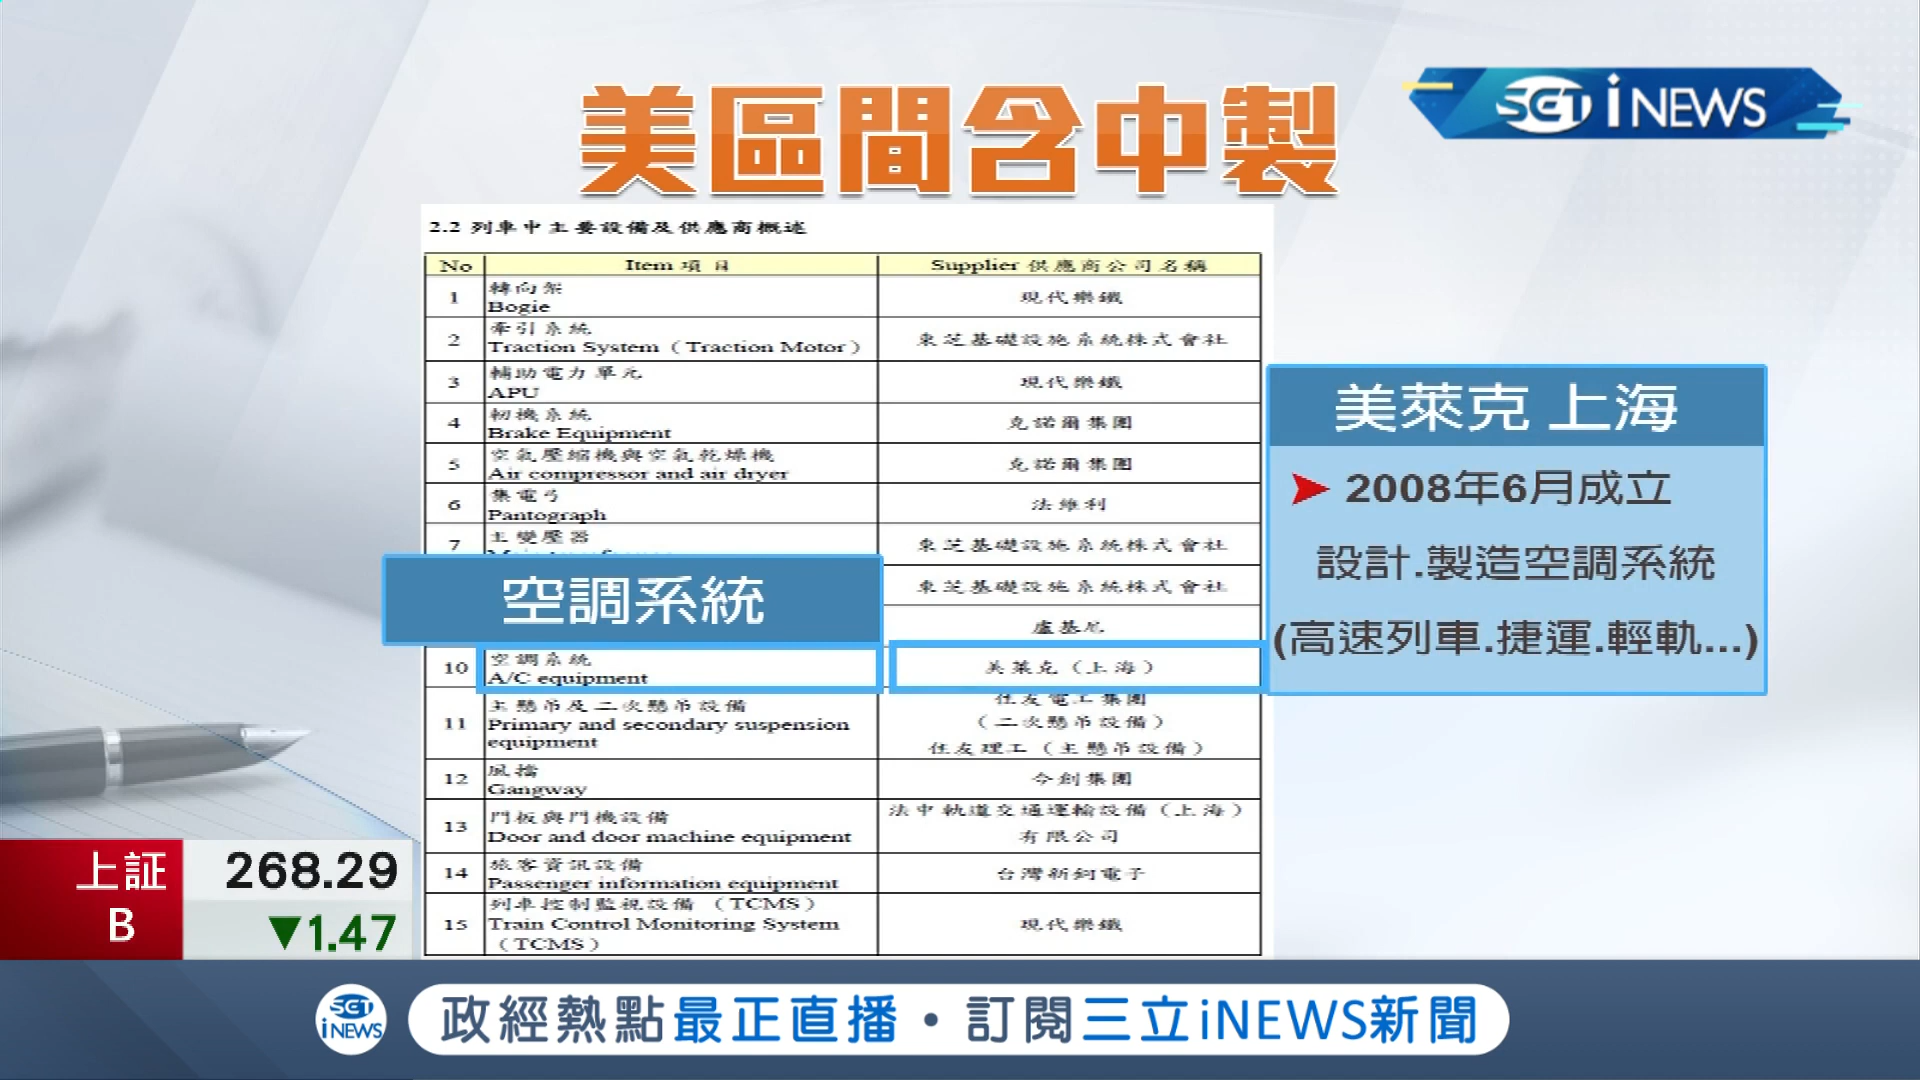 美區間含中製
SET iNEWS
2.2 列車中主要設備及供應商概述
No Item 項目 Supplier 供應商公司名稱
1 轉向架 Bogie 現代樂鐵
2 牽引系統 Traction System（Traction Motor） 東芝基礎設施系統株式會社
3 輔助電力單元 APU 現代樂鐵
4 軔機系統 Brake Equipment 克諾爾集團
5 空氣壓縮機與空氣乾燥機 Air compressor and air dryer 克諾爾集團
6 集電弓 Pantograph 法維利
7 主變壓器 東芝基礎設施系統株式會社
東芝基礎設施系統株式會社
盧基尼
空調系統
10 空調系統 A/C equipment 美萊克（上海）
11 主懸吊及二次懸吊設備 Primary and secondary suspension equipment 住友電工集團（二次懸吊設備） 住友理工（主懸吊設備）
12 風擋 Gangway 今創集團
13 門板與門機設備 Door and door machine equipment 法中軌道交通運輸設備（上海）有限公司
14 旅客資訊設備 Passenger information equipment 台灣新鉤電子
15 列車控制監視設備（TCMS） Train Control Monitoring System（TCMS） 現代樂鐵
美萊克 上海
➤ 2008年6月成立
設計.製造空調系統
(高速列車.捷運.輕軌...)
上証 268.29
B ▼1.47
SET iNEWS
政經熱點最正直播・訂閱三立iNEWS新聞